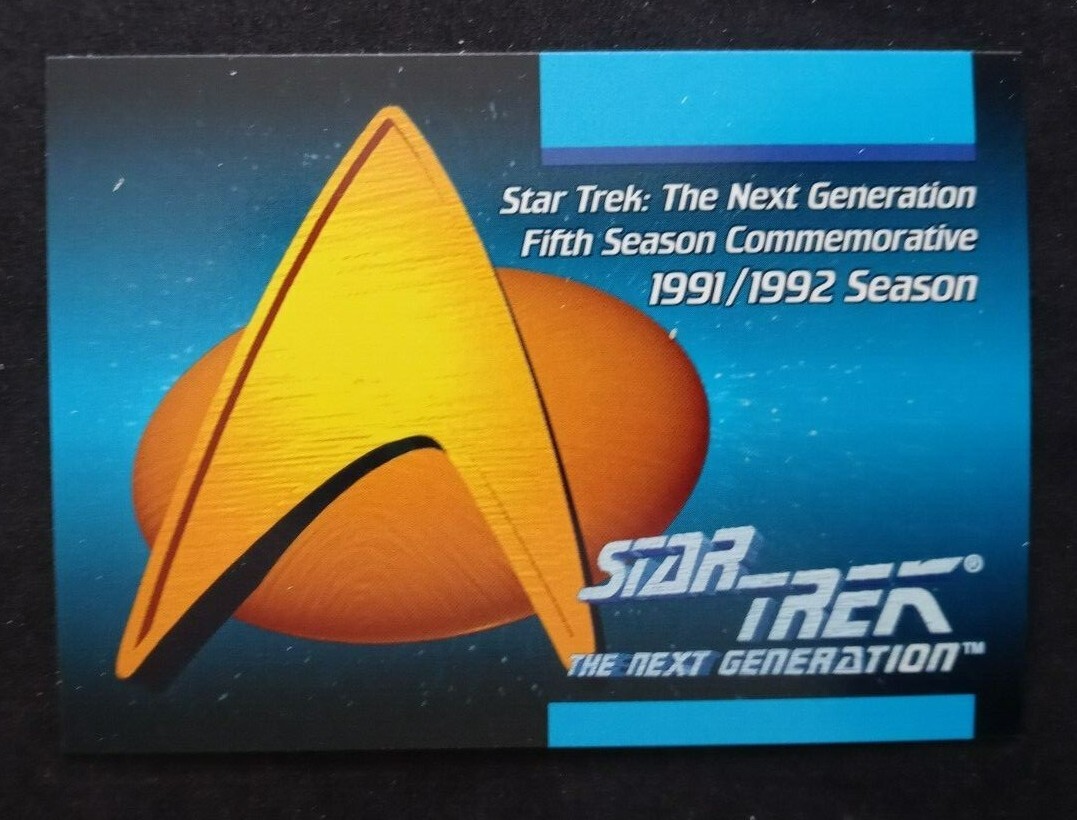 Star Trek: The Next Generation
Fifth Season Commemorative
1991/1992 Season
STAR TREK®
THE NEXT GENERATION™